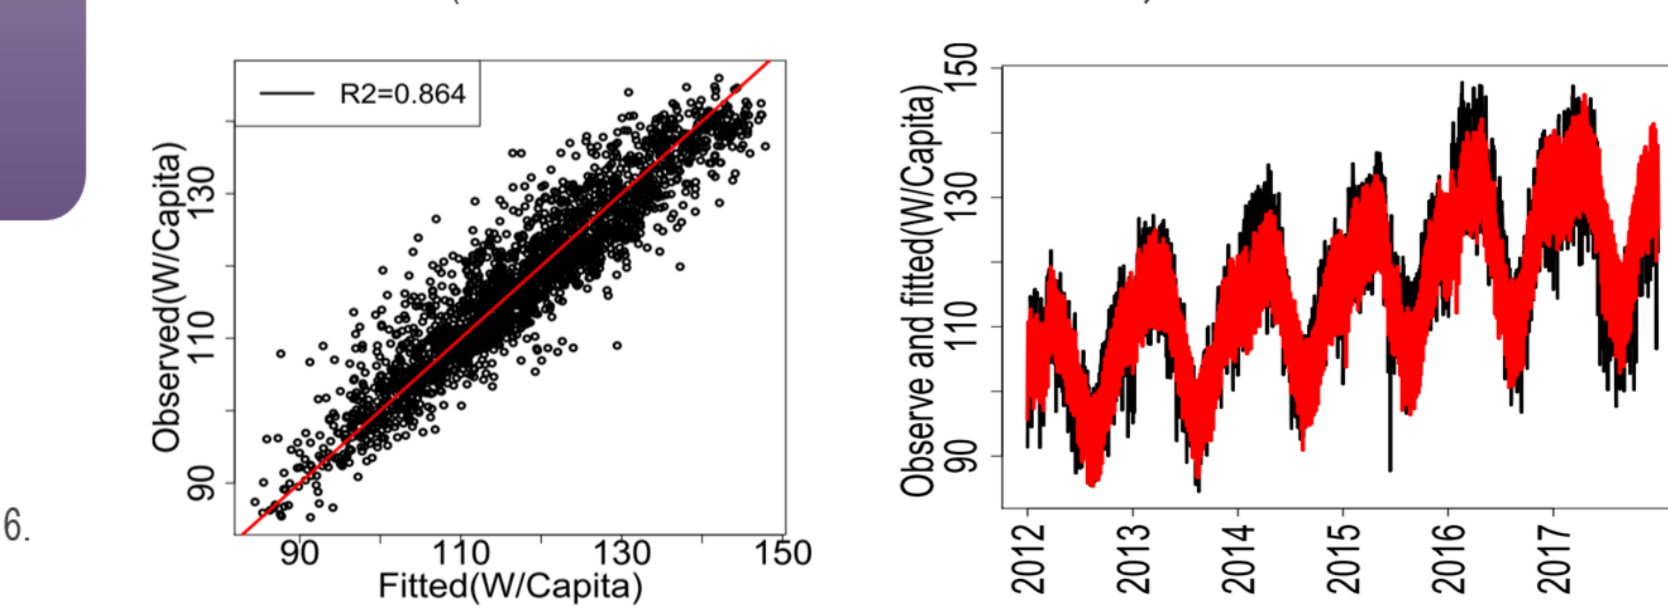 6.
R2=0.864
Observed(W/Capita)
130
110
90
90 110 130 150
Fitted(W/Capita)
Observe and fitted(W/Capita)
150
130
110
90
2012 2013 2014 2015 2016 2017